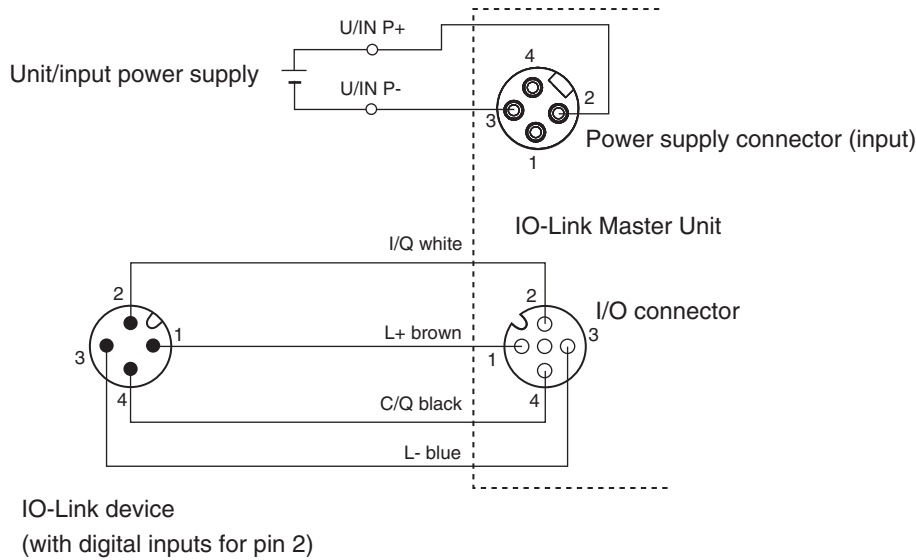 U/IN P+
Unit/input power supply
U/IN P-
4
2
3
1
Power supply connector (input)
IO-Link Master Unit
I/Q white
2
2
I/O connector
1
3
L+ brown
3
1
4
4
C/Q black
L- blue
IO-Link device
(with digital inputs for pin 2)